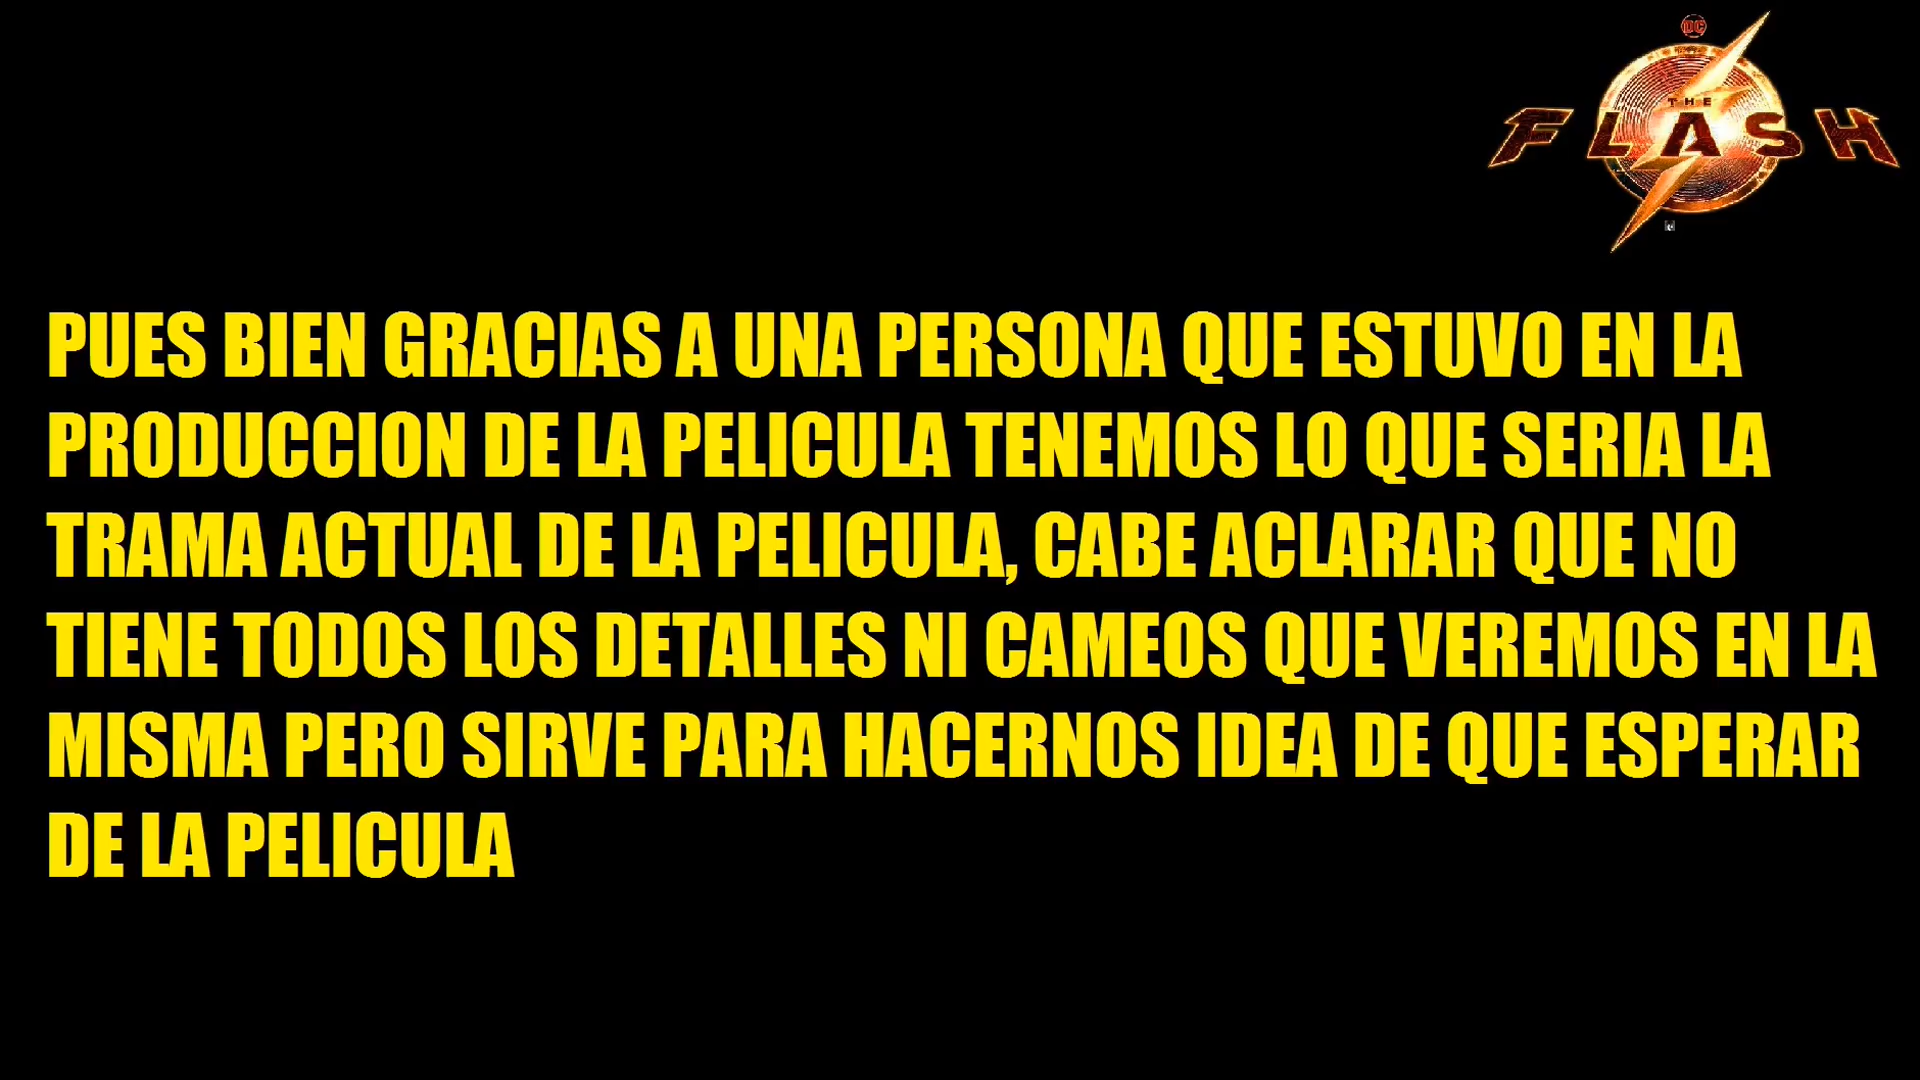 DC
THE
FLASH
PUES BIEN GRACIAS A UNA PERSONA QUE ESTUVO EN LA
PRODUCCION DE LA PELICULA TENEMOS LO QUE SERIA LA
TRAMA ACTUAL DE LA PELICULA, CABE ACLARAR QUE NO
TIENE TODOS LOS DETALLES NI CAMEOS QUE VEREMOS EN LA
MISMA PERO SIRVE PARA HACERNOS IDEA DE QUE ESPERAR
DE LA PELICULA